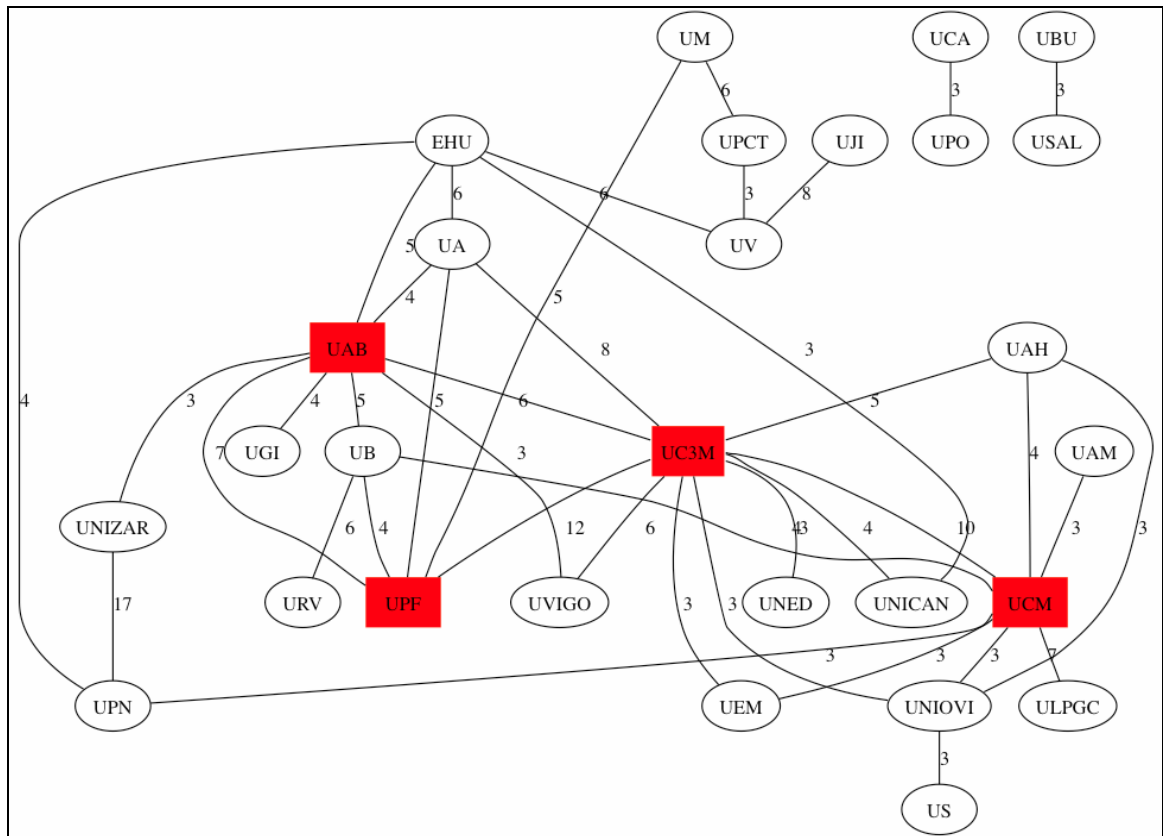 UM
UCA
UBU
6
3
3
EHU
UPCT
UJI
UPO
USAL
6
6
3
8
5
UA
UV
4
5
UAB
8
3
UAH
4
3
4
5
5
6
5
7
UGI
UB
3
UC3M
4
UAM
UNIZAR
6
4
12
6
43
4
10
3
3
17
URV
UPF
UVIGO
3
3
UNED
UNICAN
UCM
3
3
3
7
UPN
UEM
UNIOVI
ULPGC
3
US